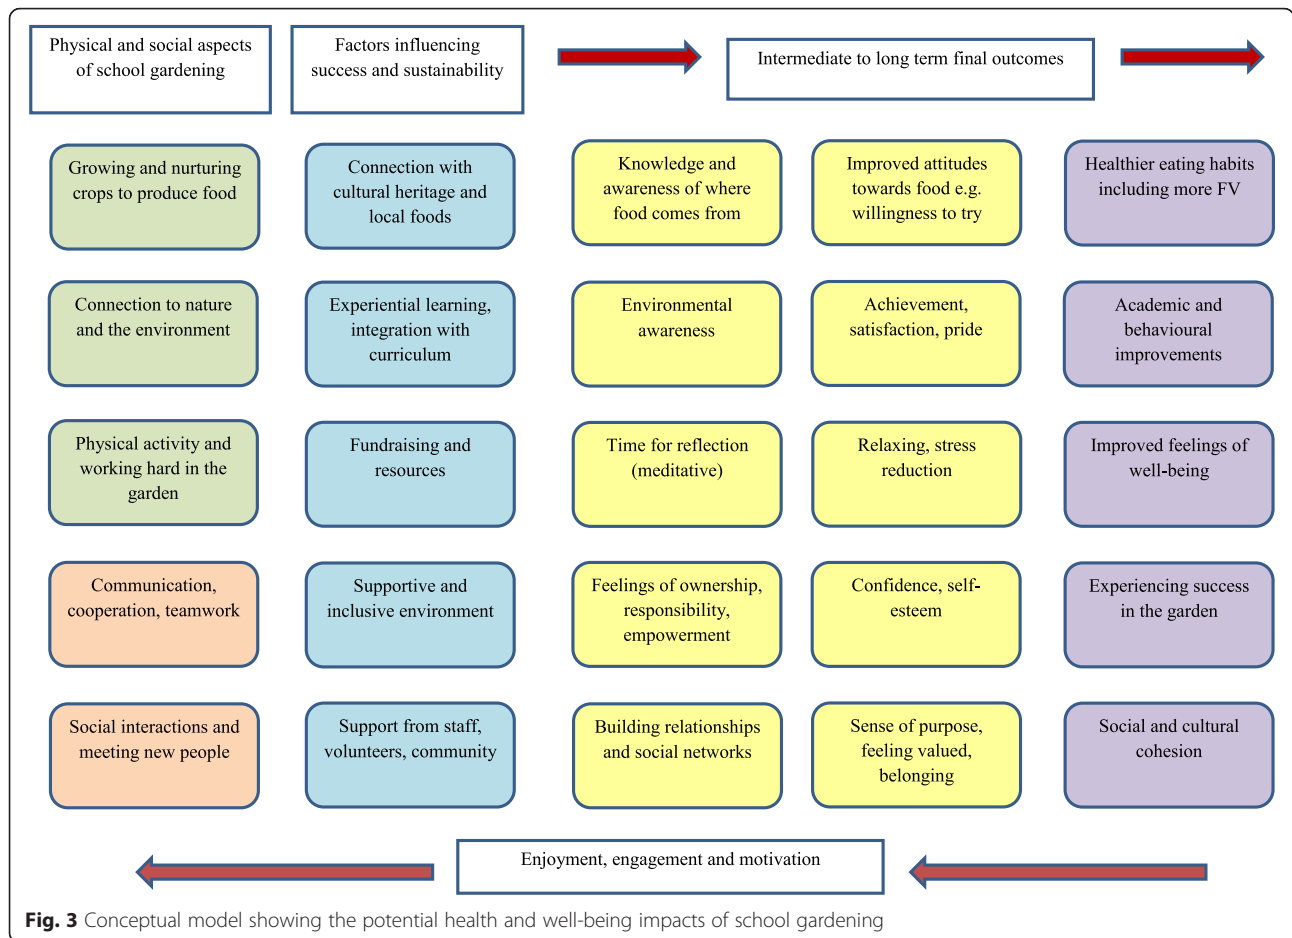 Physical and social aspects
of school gardening
Factors influencing
success and sustainability
Intermediate to long term final outcomes
Growing and nurturing
crops to produce food
Connection with
cultural heritage and
local foods
Knowledge and
awareness of where
food comes from
Improved attitudes
towards food e.g.
willingness to try
Healthier eating habits
including more FV
Connection to nature
and the environment
Experiential learning,
integration with
curriculum
Environmental
awareness
Achievement,
satisfaction, pride
Academic and
behavioural
improvements
Physical activity and
working hard in the
garden
Fundraising and
resources
Time for reflection
(meditative)
Relaxing, stress
reduction
Improved feelings of
well-being
Communication,
cooperation, teamwork
Supportive and
inclusive environment
Feelings of ownership,
responsibility,
empowerment
Confidence, self-
esteem
Experiencing success
in the garden
Social interactions and
meeting new people
Support from staff,
volunteers, community
Building relationships
and social networks
Sense of purpose,
feeling valued,
belonging
Social and cultural
cohesion
Enjoyment, engagement and motivation
Fig. 3 Conceptual model showing the potential health and well-being impacts of school gardening